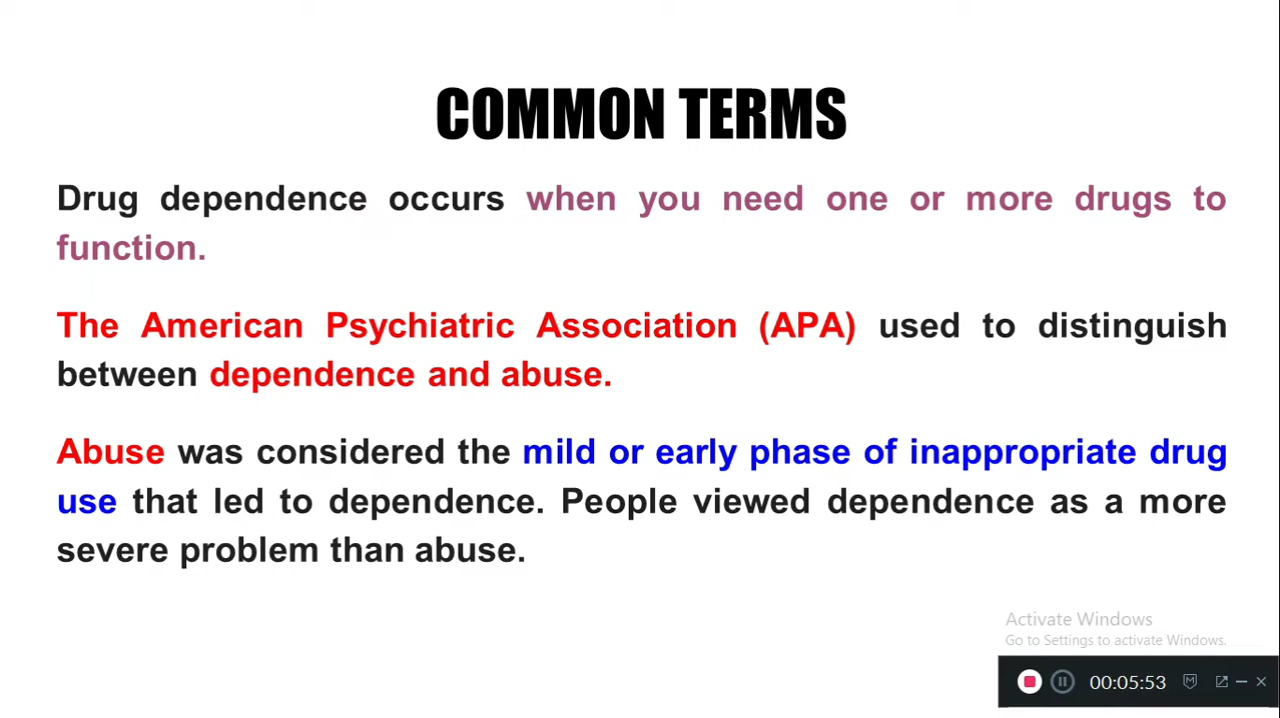 COMMON TERMS
Drug dependence occurs when you need one or more drugs to
function.
The American Psychiatric Association (APA) used to distinguish
between dependence and abuse.
Abuse was considered the mild or early phase of inappropriate drug
use that led to dependence. People viewed dependence as a more
severe problem than abuse.
Activate Windows
Go to Settings to activate Windows.
00:05:53